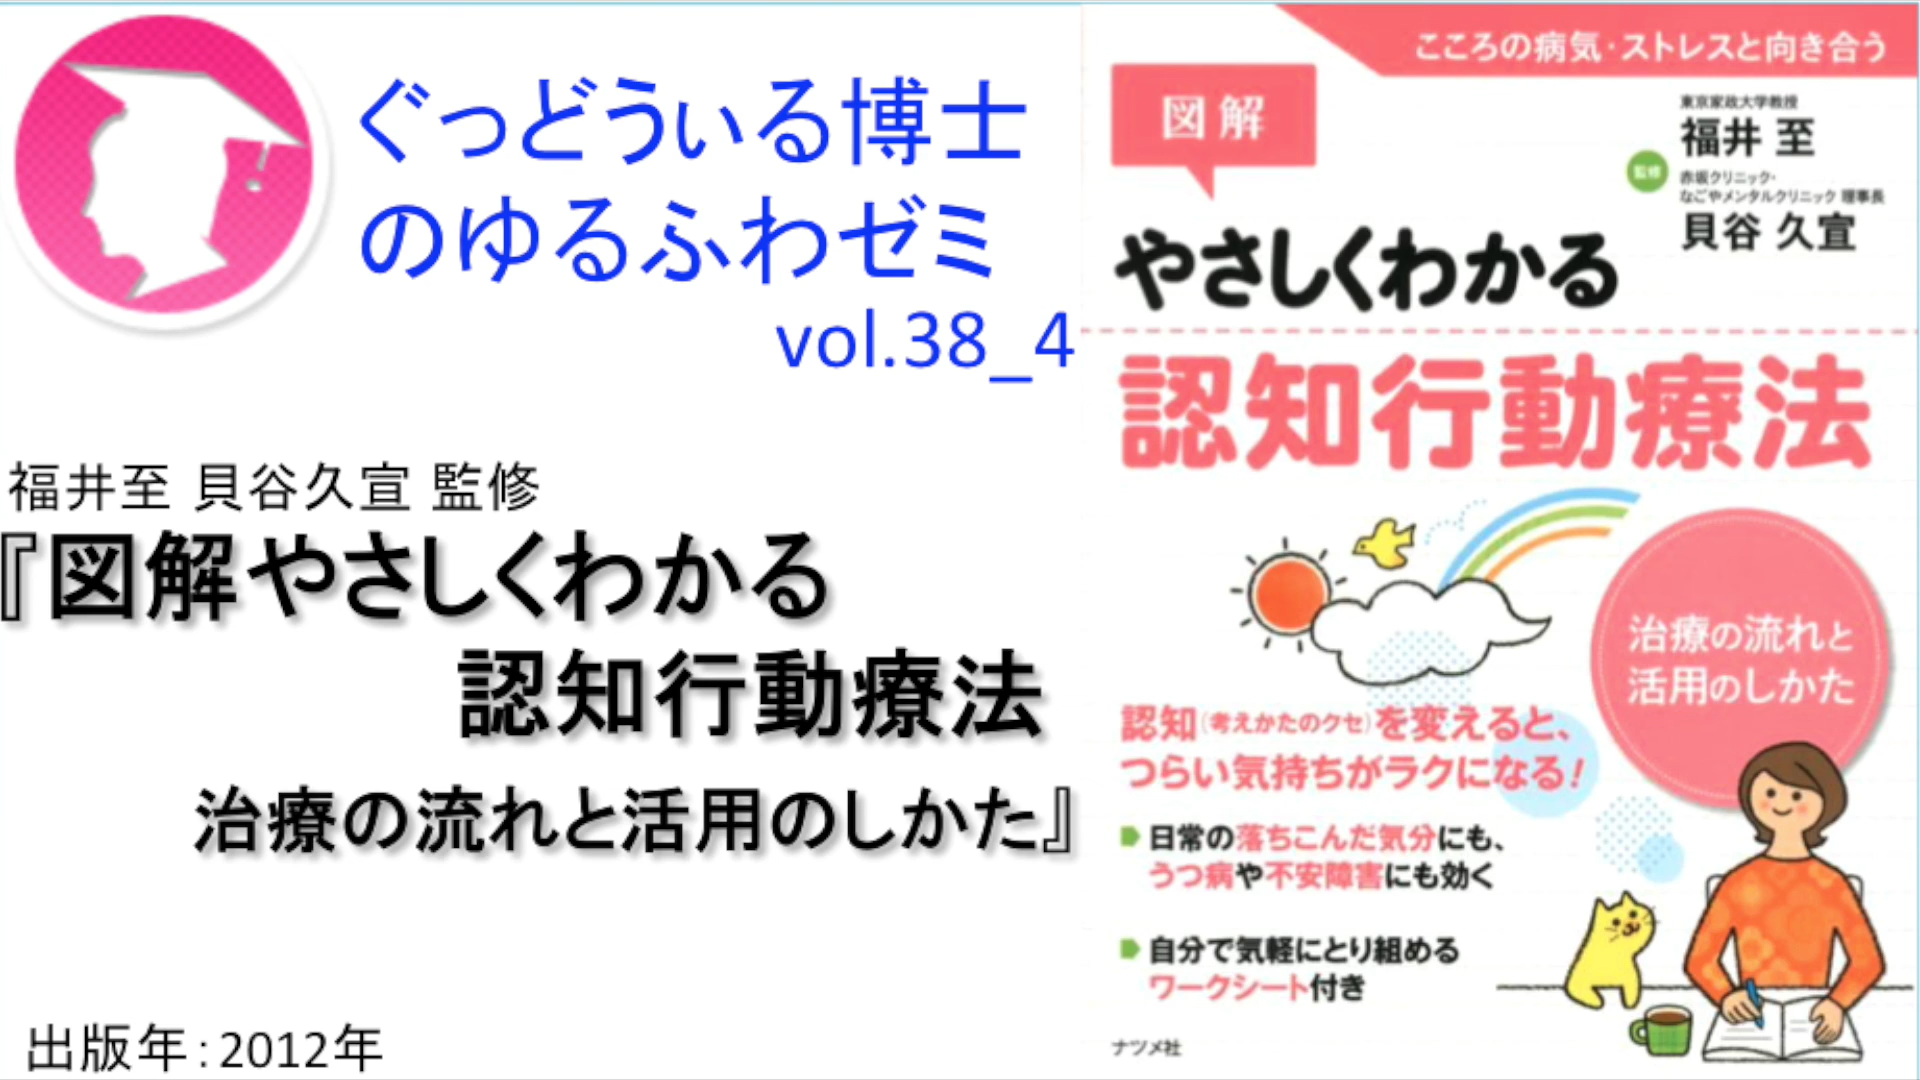 ぐっどうぃる博士
のゆるふわゼミ
vol.38_4
福井至 貝谷久宣 監修
『図解やさしくわかる
認知行動療法
治療の流れと活用のしかた』
出版年：2012年
こころの病気・ストレスと向き合う
図解
東京家政大学教授
福井 至
監修
赤坂クリニック・
なごやメンタルクリニック 理事長
貝谷 久宣
やさしくわかる
認知行動療法
治療の流れと
活用のしかた
認知(考えかたのクセ)を変えると、
つらい気持ちがラクになる!
日常の落ちこんだ気分にも、
うつ病や不安障害にも効く
自分で気軽にとり組める
ワークシート付き
ナツメ社